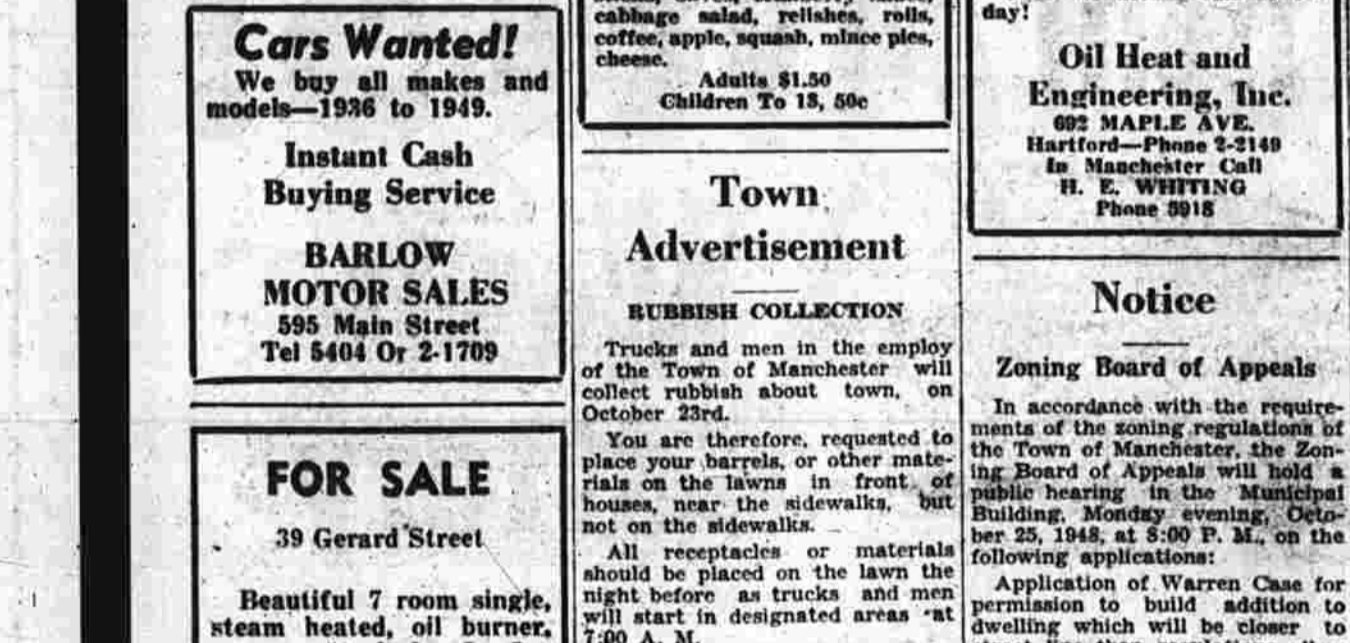 Cars Wanted!
We buy all makes and
models—1936 to 1949.
Instant Cash
Buying Service
BARLOW
MOTOR SALES
595 Main Street
Tel 5404 Or 2-1709
FOR SALE
39 Gerard Street
Beautiful 7 room single,
steam heated, oil burner,
cabbage salad, relishes, rolls,
coffee, apple, squash, mince pies,
cheese.
Adults $1.50
Children To 13, 50c
Town
Advertisement
RUBBISH COLLECTION
Trucks and men in the employ
of the Town of Manchester will
collect rubbish about town, on
October 23rd.
You are therefore, requested to
place your barrels, or other mate-
rials on the lawns in front of
houses, near the sidewalks, but
not on the sidewalks.
All receptacles or materials
should be placed on the lawn the
night before as trucks and men
will start in designated areas at
7:00 A. M.
day!
Oil Heat and
Engineering, Inc.
692 MAPLE AVE.
Hartford—Phone 2-2149
In Manchester Call
H. E. WHITING
Phone 5918
Notice
Zoning Board of Appeals
In accordance with the require-
ments of the zoning regulations of
the Town of Manchester, the Zon-
ing Board of Appeals will hold a
public hearing in the Municipal
Building, Monday evening, Octo-
ber 25, 1948, at 8:00 P. M., on the
following applications:
Application of Warren Case for
permission to build addition to
dwelling which will be closer to